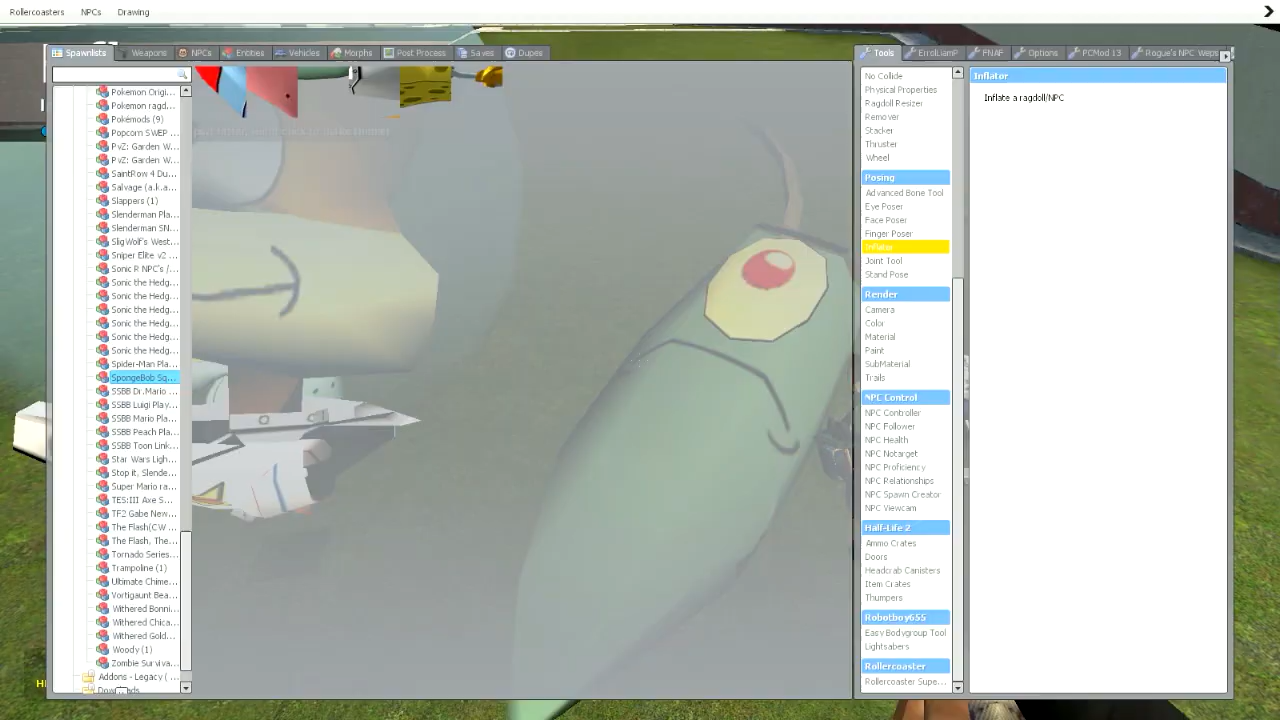 Rollercoasters NPCs Drawing
Spawnlists Weapons NPCs Entities Vehicles Morphs Post Process Saves Dupes
Pokemon Origi...
Pokemon ragd...
Pokémods (9)
Popcorn SWEP ...
PvZ: Garden W...
PvZ: Garden W...
SaintRow 4 Du...
Salvage (a.k.a...
Slappers (1)
Slenderman Pla...
Slenderman SN...
SligWolf's West...
Sniper Elite v2 ...
Sonic R NPC's /...
Sonic the Hedg...
Sonic the Hedg...
Sonic the Hedg...
Sonic the Hedg...
Sonic the Hedg...
Sonic the Hedg...
Spider-Man Pla...
SpongeBob Sq...
SSBB Dr.Mario ...
SSBB Luigi Play...
SSBB Mario Pla...
SSBB Peach Pla...
SSBB Toon Link...
Star Wars Ligh...
Stop it, Slende...
Super Mario ra...
TES:III Axe S...
TF2 Gabe New...
The Flash(CW ...
The Flash, The...
Tornado Series...
Trampoline (1)
Ultimate Chime...
Vortigaunt Bea...
Withered Bonni...
Withered Chica...
Withered Gold...
Woody (1)
Zombie Surviva...
Addons - Legacy ( ...
Tools ErroLiamP FNAF Options PCMod 13 Rogue's NPC Weps
No Collide
Physical Properties
Ragdoll Resizer
Remover
Stacker
Thruster
Wheel
Posing
Advanced Bone Tool
Eye Poser
Face Poser
Finger Poser
Inflator
Joint Tool
Stand Pose
Render
Camera
Color
Material
Paint
SubMaterial
Trails
NPC Control
NPC Controller
NPC Follower
NPC Health
NPC Notarget
NPC Proficiency
NPC Relationships
NPC Spawn Creator
NPC Viewcam
Half-Life 2
Ammo Crates
Doors
Headcrab Canisters
Item Crates
Thumpers
Robotboy655
Easy Bodygroup Tool
Lightsabers
Rollercoaster
Rollercoaster Supe...
Inflator
Inflate a ragdoll/NPC